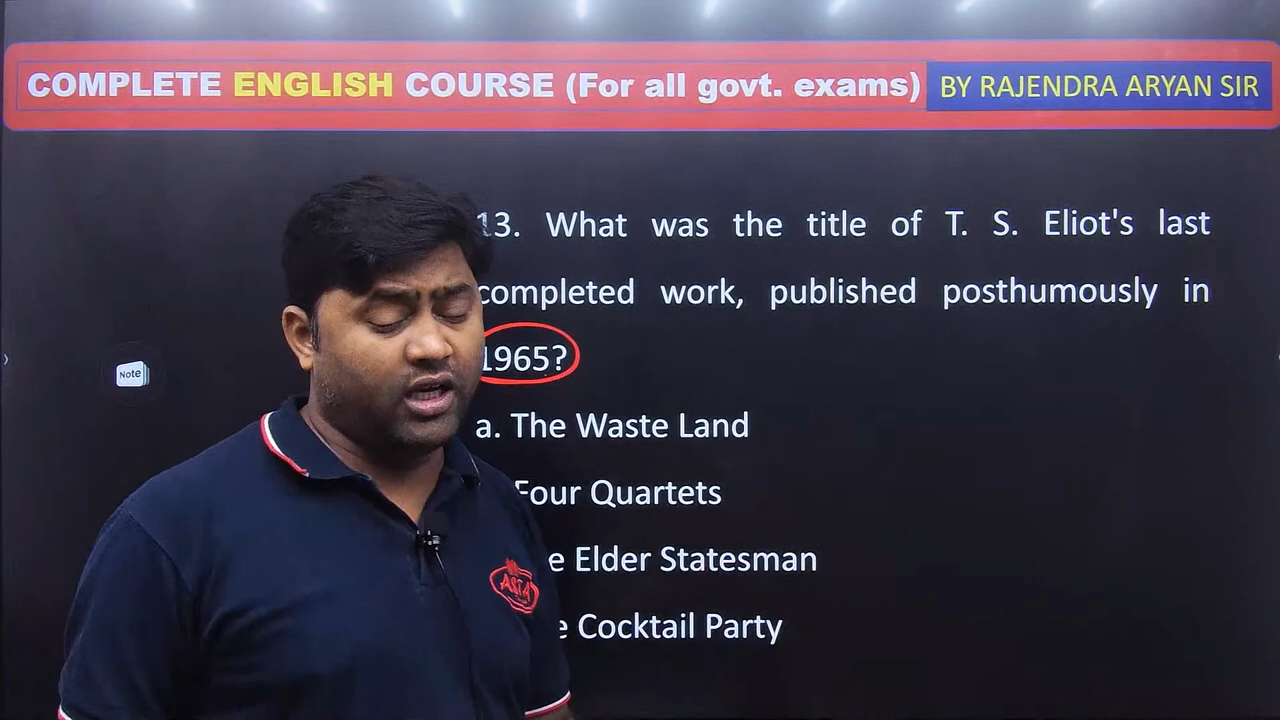 COMPLETE ENGLISH COURSE (For all govt. exams) BY RAJENDRA ARYAN SIR
13. What was the title of T. S. Eliot's last
completed work, published posthumously in
1965?
Note
a. The Waste Land
Four Quartets
Elder Statesman
Cocktail Party